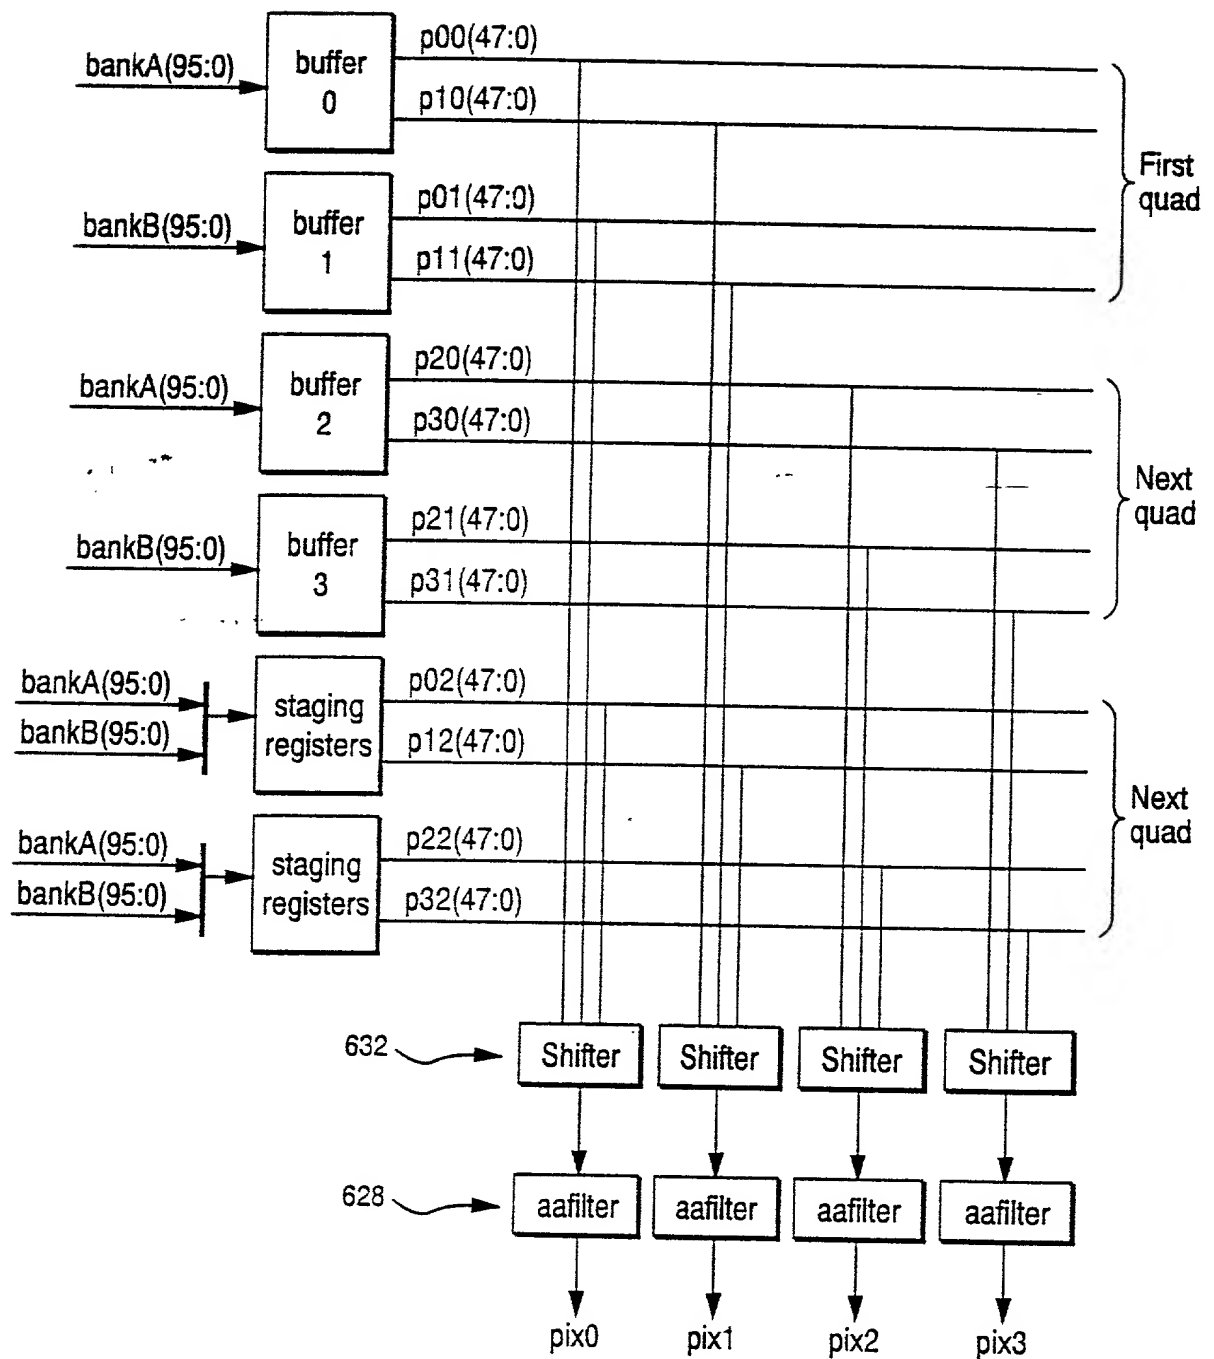 bankA(95:0)
buffer
0
p00(47:0)
p10(47:0)
bankB(95:0)
buffer
1
p01(47:0)
p11(47:0)
First
quad
bankA(95:0)
buffer
2
p20(47:0)
p30(47:0)
bankB(95:0)
buffer
3
p21(47:0)
p31(47:0)
Next
quad
bankA(95:0)
bankB(95:0)
staging
registers
p02(47:0)
p12(47:0)
bankA(95:0)
bankB(95:0)
staging
registers
p22(47:0)
p32(47:0)
Next
quad
632
Shifter
Shifter
Shifter
Shifter
628
aafilter
aafilter
aafilter
aafilter
pix0
pix1
pix2
pix3